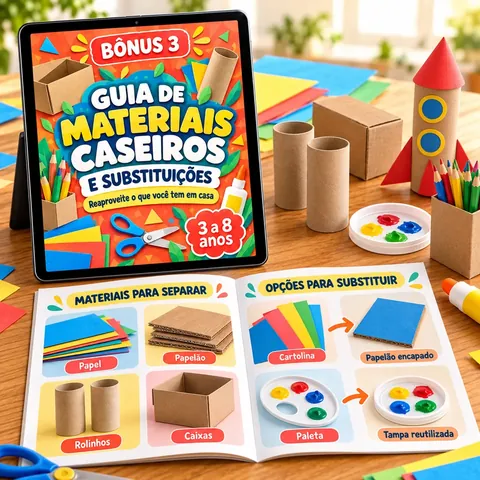 BÔNUS 3
GUIA DE
MATERIAIS
CASEIROS
E SUBSTITUIÇÕES
Reaproveite o que você tem em casa
3 a 8
anos
MATERIAIS PARA SEPARAR
Papel
Papelão
Rolinhos
Caixas
OPÇÕES PARA SUBSTITUIR
Cartolina
Papelão encapado
Paleta
Tampa reutilizada